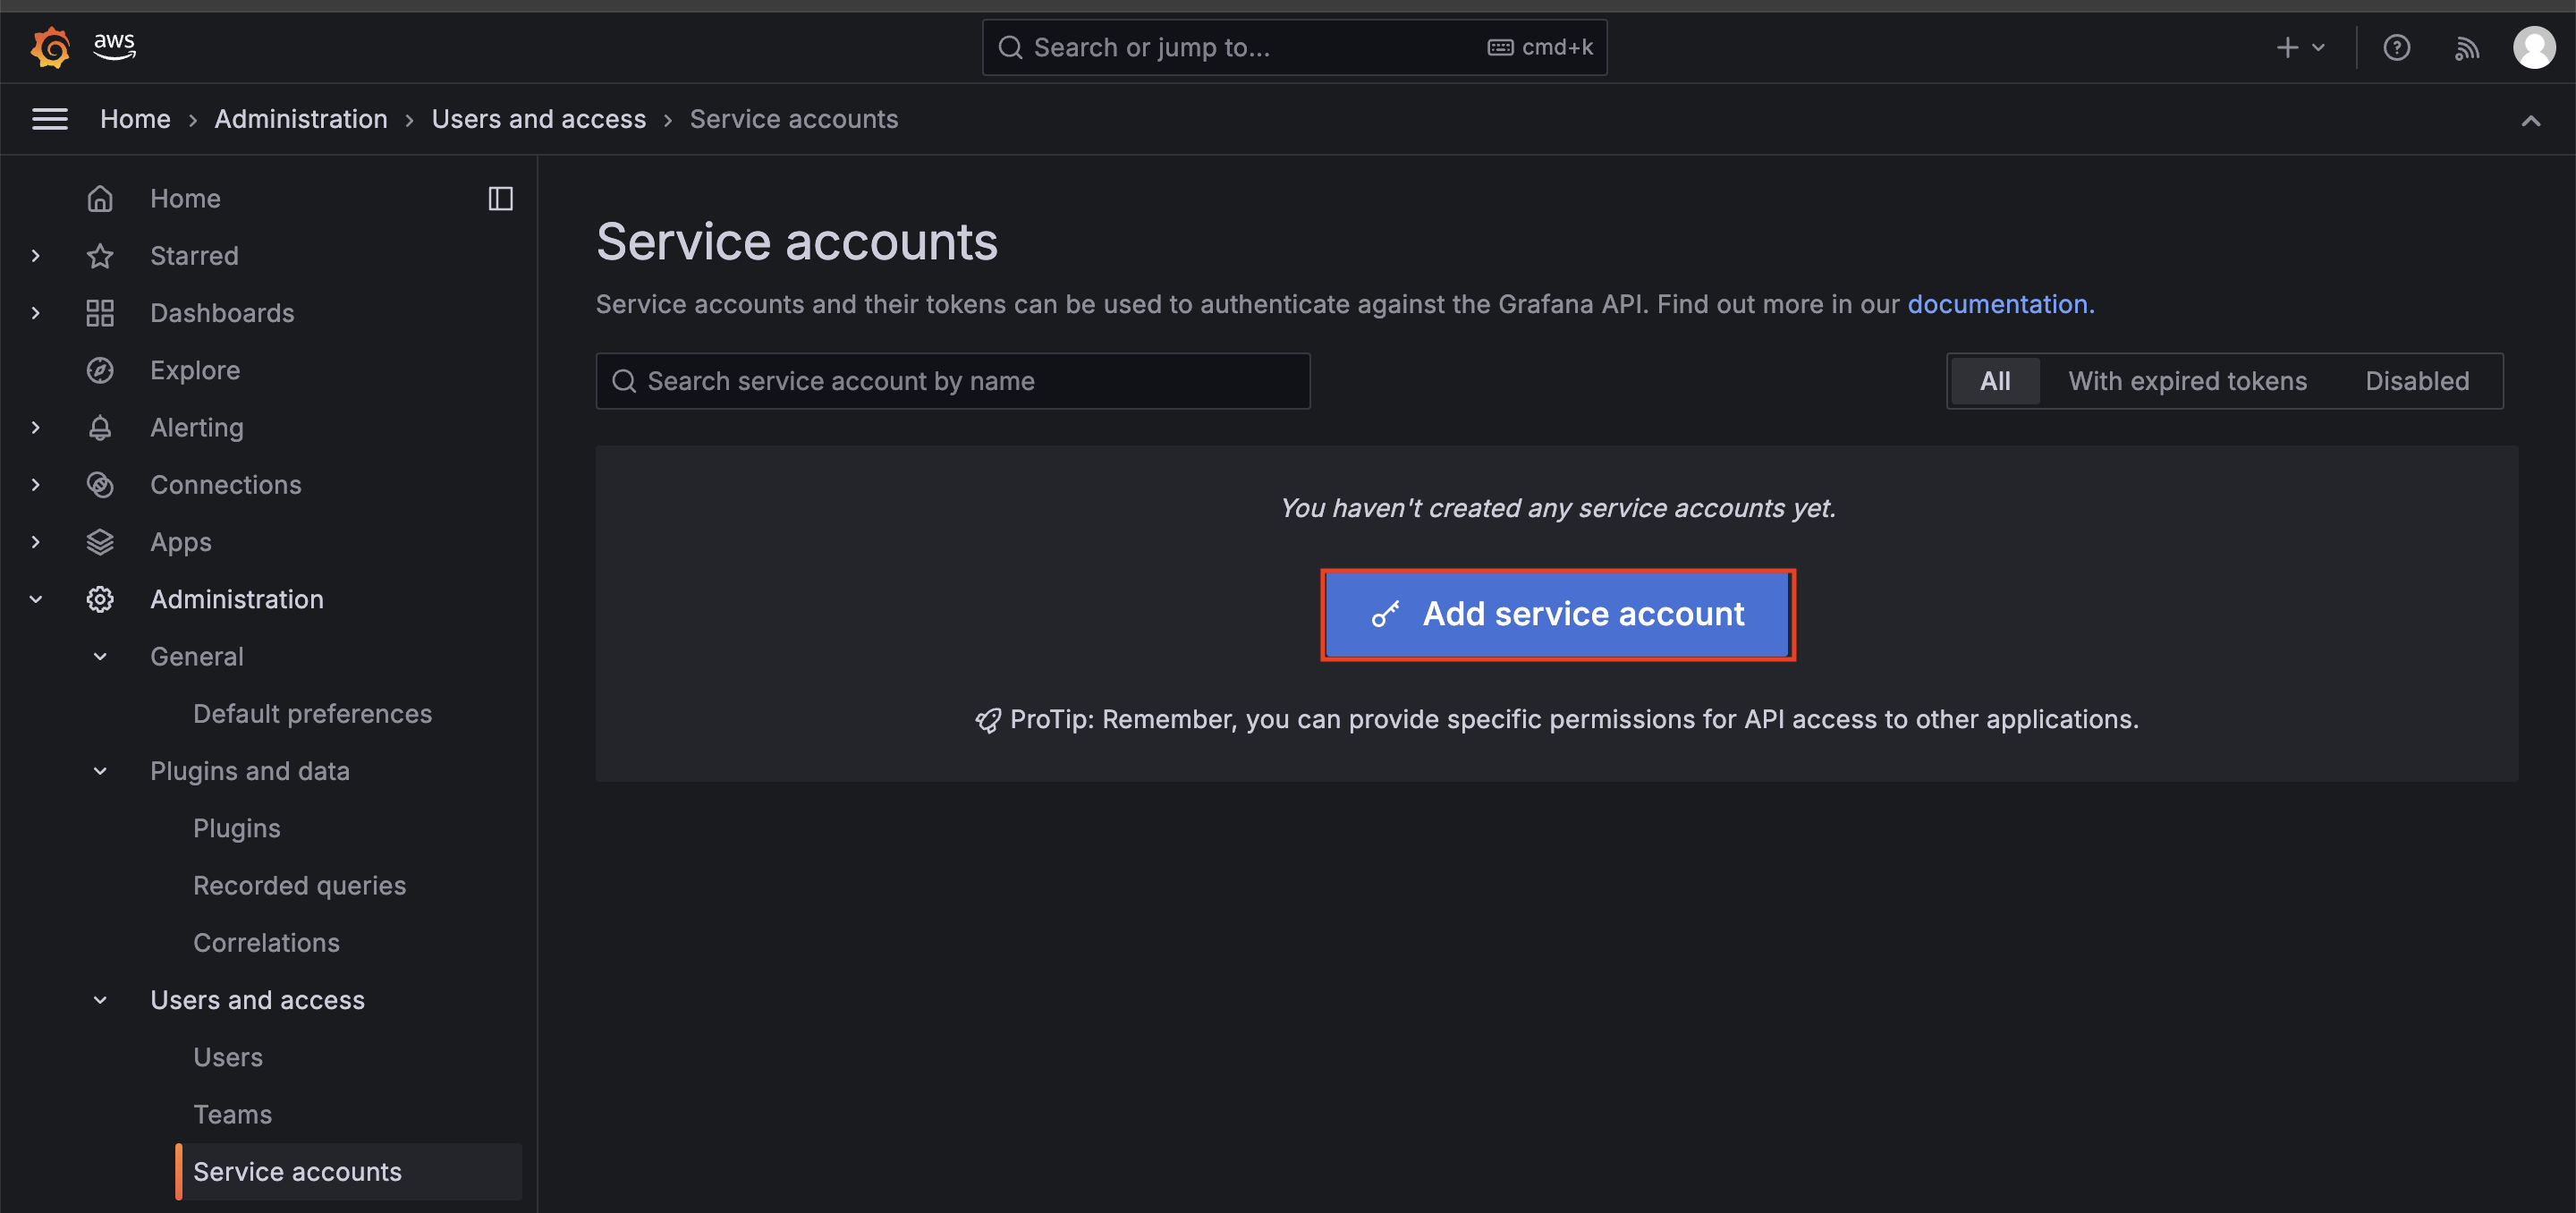 aws
Search or jump to...
cmd+k
Home › Administration › Users and access › Service accounts
Home
Starred
Dashboards
Explore
Alerting
Connections
Apps
Administration
General
Default preferences
Plugins and data
Plugins
Recorded queries
Correlations
Users and access
Users
Teams
Service accounts
Service accounts
Service accounts and their tokens can be used to authenticate against the Grafana API. Find out more in our documentation.
Search service account by name
All
With expired tokens
Disabled
You haven't created any service accounts yet.
Add service account
ProTip: Remember, you can provide specific permissions for API access to other applications.